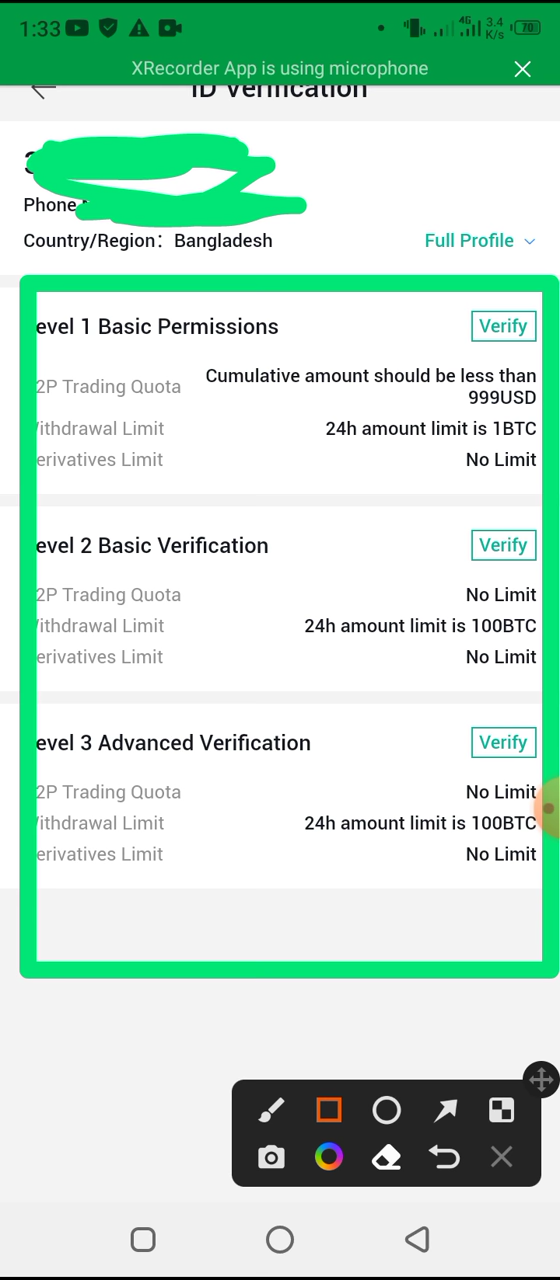 1:33
4G
3.4
K/s
70
XRecorder App is using microphone
ID Verification
Phone
Country/Region: Bangladesh
Full Profile
evel 1 Basic Permissions
Verify
2P Trading Quota
Cumulative amount should be less than
999USD
ithdrawal Limit
24h amount limit is 1BTC
erivatives Limit
No Limit
evel 2 Basic Verification
Verify
2P Trading Quota
No Limit
ithdrawal Limit
24h amount limit is 100BTC
erivatives Limit
No Limit
evel 3 Advanced Verification
Verify
2P Trading Quota
No Limit
ithdrawal Limit
24h amount limit is 100BTC
erivatives Limit
No Limit